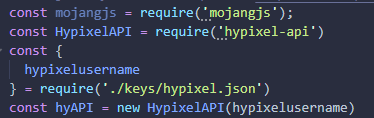 const mojangjs = require('mojangjs');
const HypixelAPI = require('hypixel-api')
const {
hypixelusername
} = require('./keys/hypixel.json')
const hyAPI = new HypixelAPI(hypixelusername)